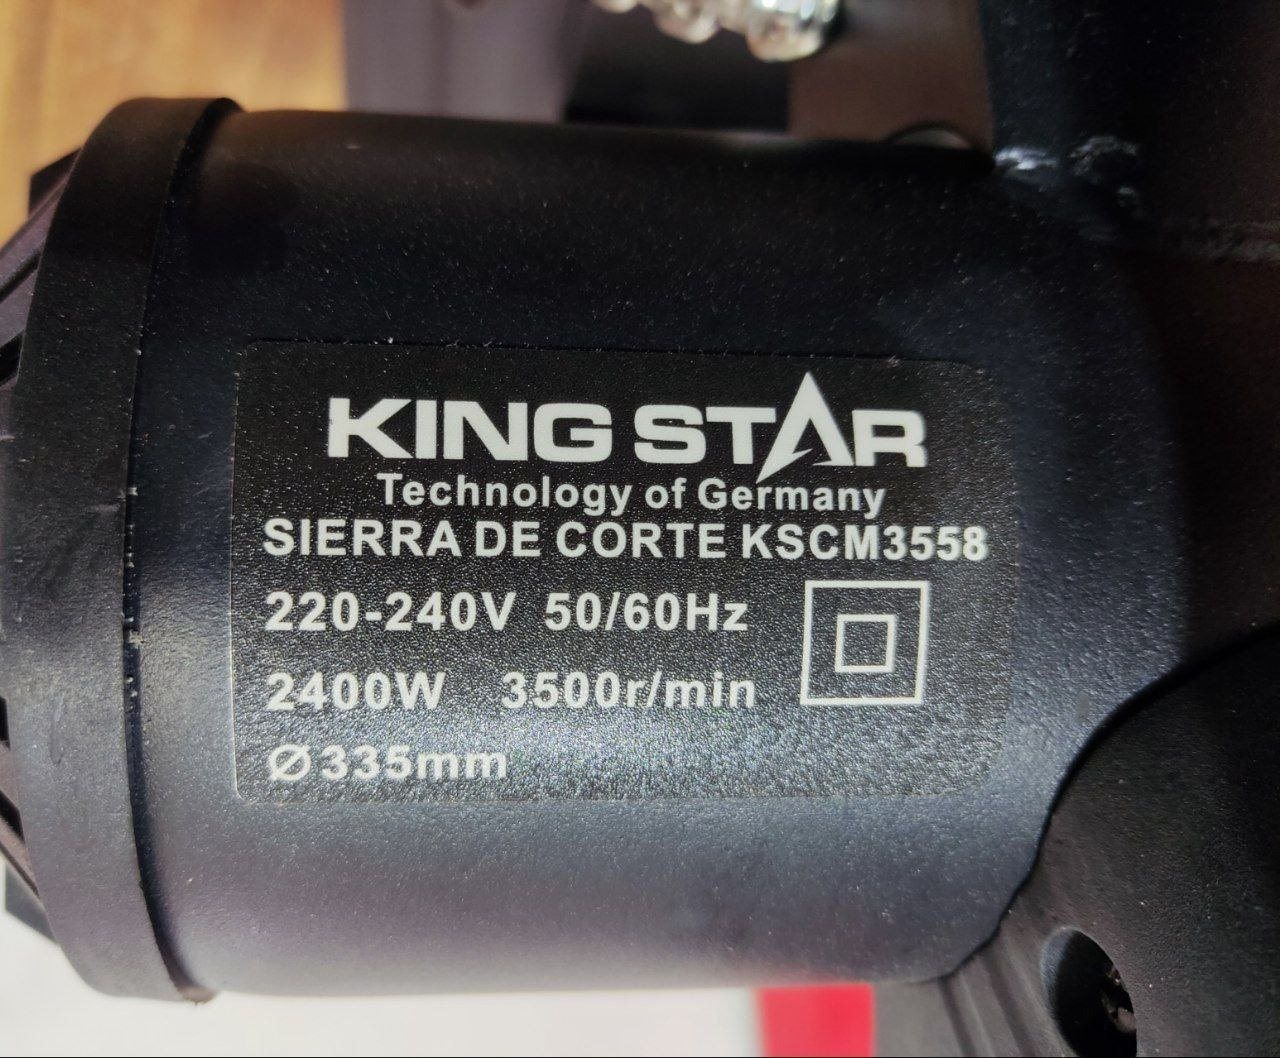 KING STAR
Technology of Germany
SIERRA DE CORTE KSCM3558
220-240V 50/60Hz
2400W 3500r/min
Ø335mm